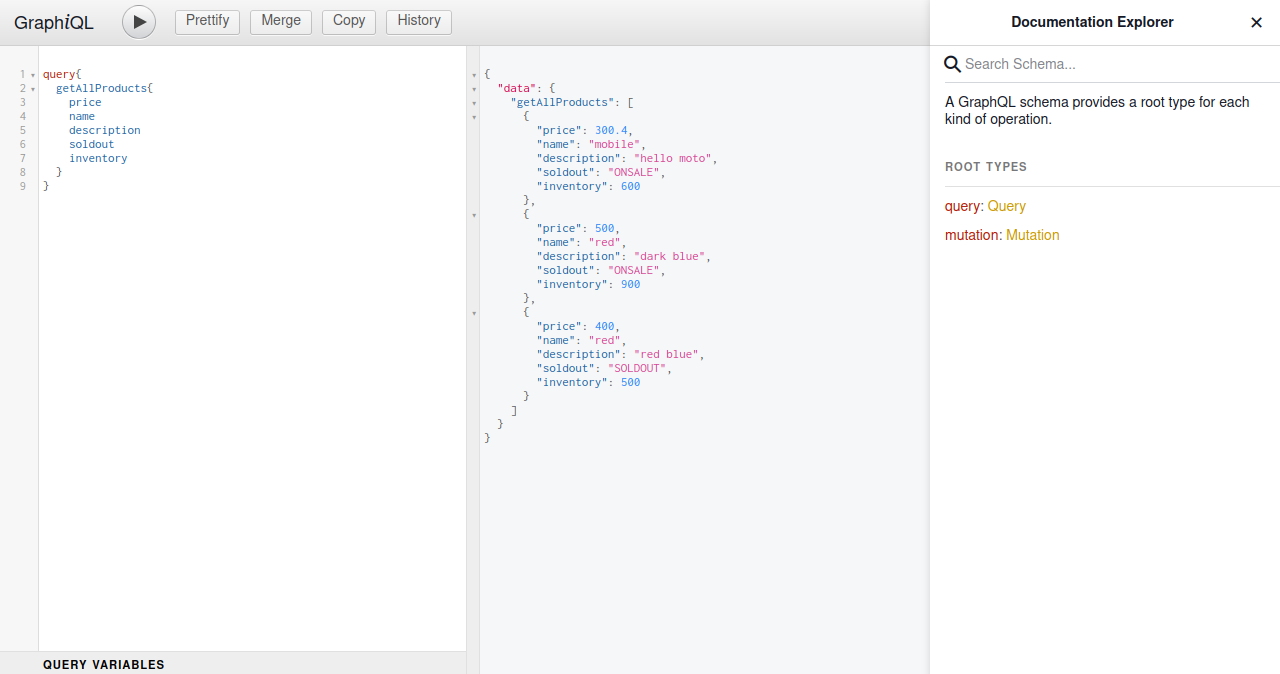 GraphiQL
Prettify
Merge
Copy
History
1 query{
2   getAllProducts{
3     price
4     name
5     description
6     soldout
7     inventory
8   }
9 }
QUERY VARIABLES
{
  "data": {
    "getAllProducts": [
      {
        "price": 300.4,
        "name": "mobile",
        "description": "hello moto",
        "soldout": "ONSALE",
        "inventory": 600
      },
      {
        "price": 500,
        "name": "red",
        "description": "dark blue",
        "soldout": "ONSALE",
        "inventory": 900
      },
      {
        "price": 400,
        "name": "red",
        "description": "red blue",
        "soldout": "SOLDOUT",
        "inventory": 500
      }
    ]
  }
}
Documentation Explorer
Search Schema...
A GraphQL schema provides a root type for each
kind of operation.
ROOT TYPES
query: Query
mutation: Mutation